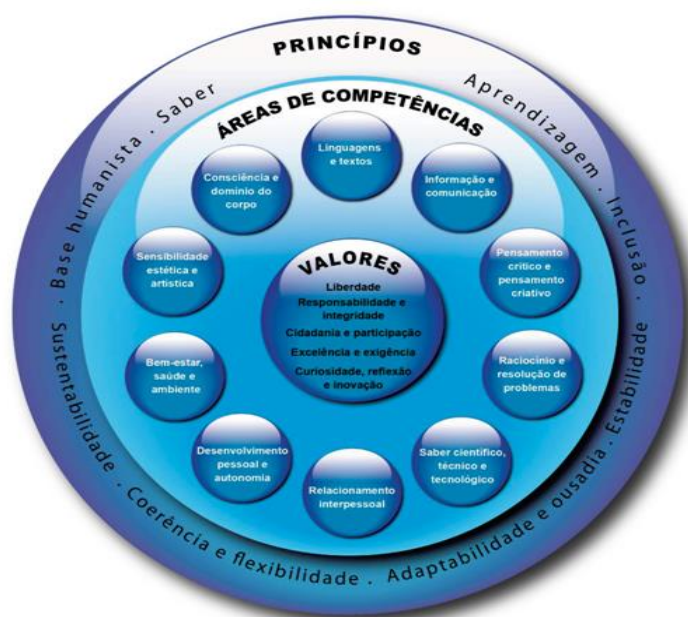 PRINCÍPIOS
Base humanista . Saber
Aprendizagem . Inclusão .
Estabilidade
Adaptabilidade e ousadia .
Coerência e flexibilidade .
Sustentabilidade .
ÁREAS DE COMPETÊNCIAS
Linguagens
e textos
Informação e
comunicação
Pensamento
crítico e
pensamento
criativo
Raciocínio e
resolução de
problemas
Saber científico,
técnico e
tecnológico
Relacionamento
interpessoal
Desenvolvimento
pessoal e
autonomia
Bem-estar,
saúde e
ambiente
Sensibilidade
estética e
artística
Consciência e
domínio do
corpo
VALORES
Liberdade
Responsabilidade e
integridade
Cidadania e participação
Excelência e exigência
Curiosidade, reflexão
e inovação